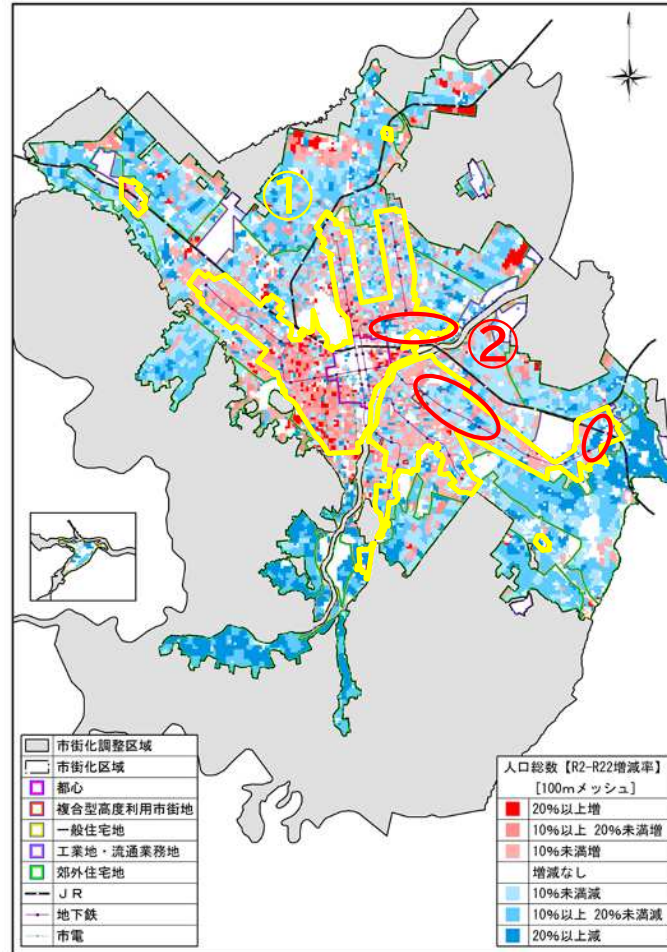 ①
②
市街化調整区域
市街化区域
都心
複合型高度利用市街地
一般住宅地
工業地・流通業務地
郊外住宅地
JR
地下鉄
市電
人口総数【R2-R22増減率】
[100mメッシュ]
20%以上増
10%以上 20%未満増
10%未満増
増減なし
10%未満減
10%以上 20%未満減
20%以上減